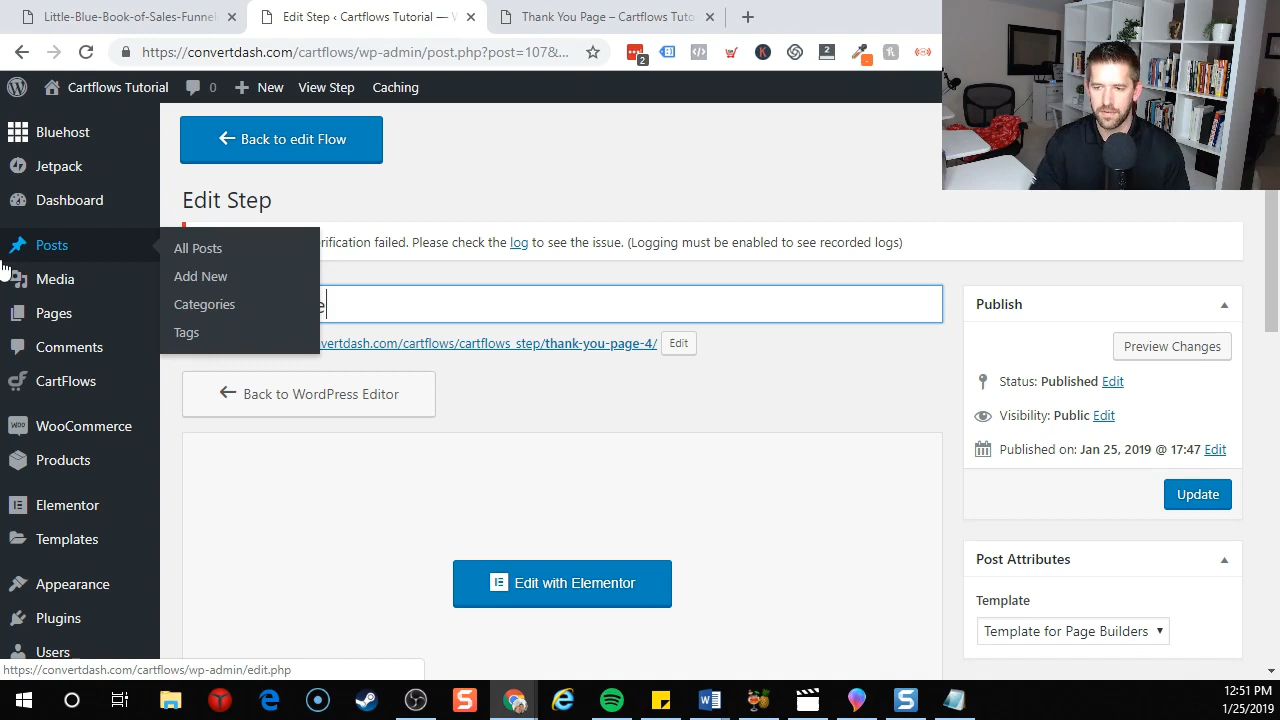 Little-Blue-Book-of-Sales-Funnel
Edit Step ‹ Cartflows Tutorial — W
Thank You Page – Cartflows Tuto
https://convertdash.com/cartflows/wp-admin/post.php?post=107&...
2
K
2
Cartflows Tutorial
0
New
View Step
Caching
Bluehost
Jetpack
Dashboard
Posts
Media
Pages
Comments
CartFlows
WooCommerce
Products
Elementor
Templates
Appearance
Plugins
Users
All Posts
Add New
Categories
Tags
Back to edit Flow
Edit Step
rification failed. Please check the log to see the issue. (Logging must be enabled to see recorded logs)
e
vertdash.com/cartflows/cartflows_step/thank-you-page-4/
Edit
Back to WordPress Editor
Edit with Elementor
Publish
Preview Changes
Status: Published Edit
Visibility: Public Edit
Published on: Jan 25, 2019 @ 17:47 Edit
Update
Post Attributes
Template
Template for Page Builders
https://convertdash.com/cartflows/wp-admin/edit.php
12:51 PM
1/25/2019